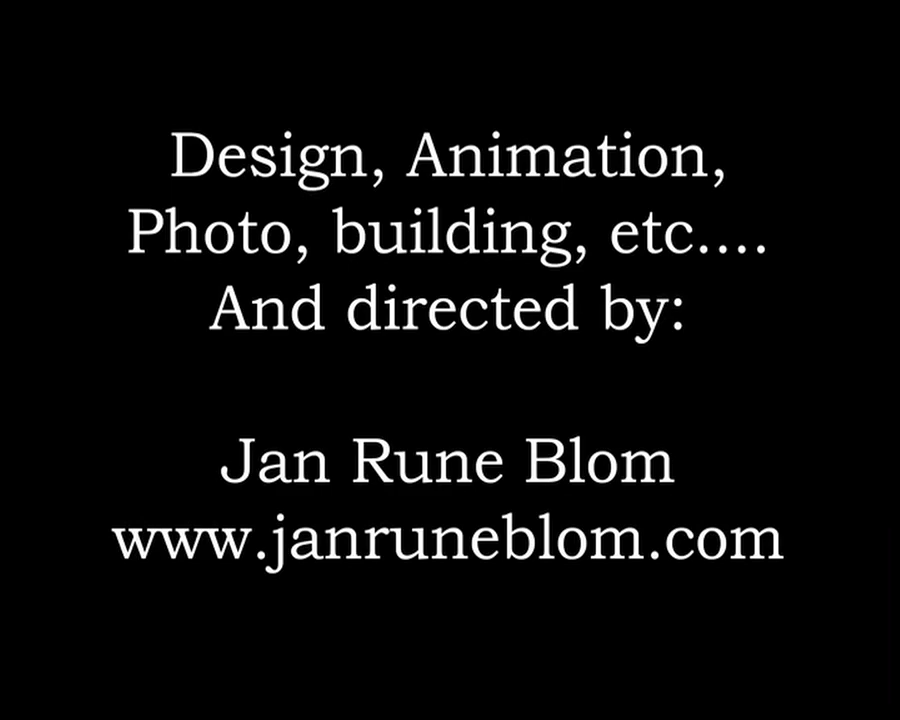 Design, Animation,
Photo, building, etc....
And directed by:
Jan Rune Blom
www.janruneblom.com